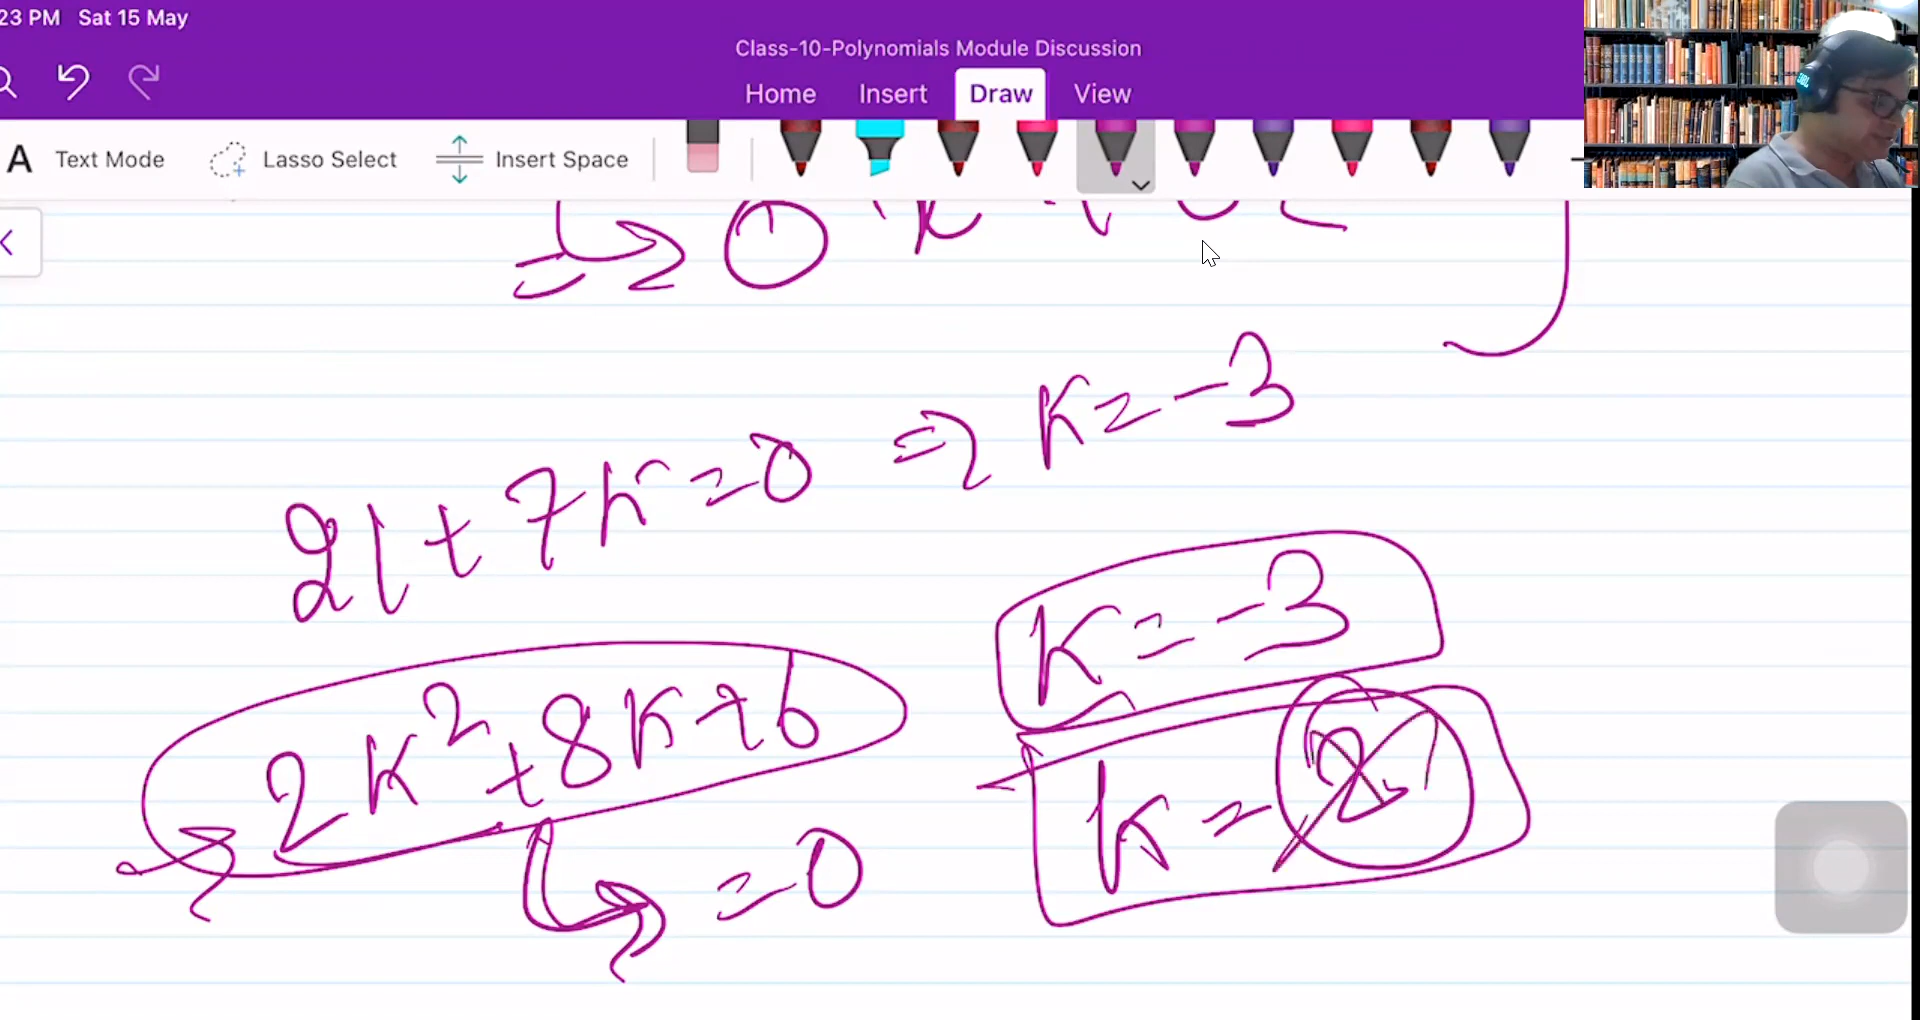 23 PM Sat 15 May
Class-10-Polynomials Module Discussion
Home Insert Draw View
A Text Mode Lasso Select Insert Space
21 + 7K = 0 => K = -3
K = -3
2K² + 8K + 6
K =
= 0